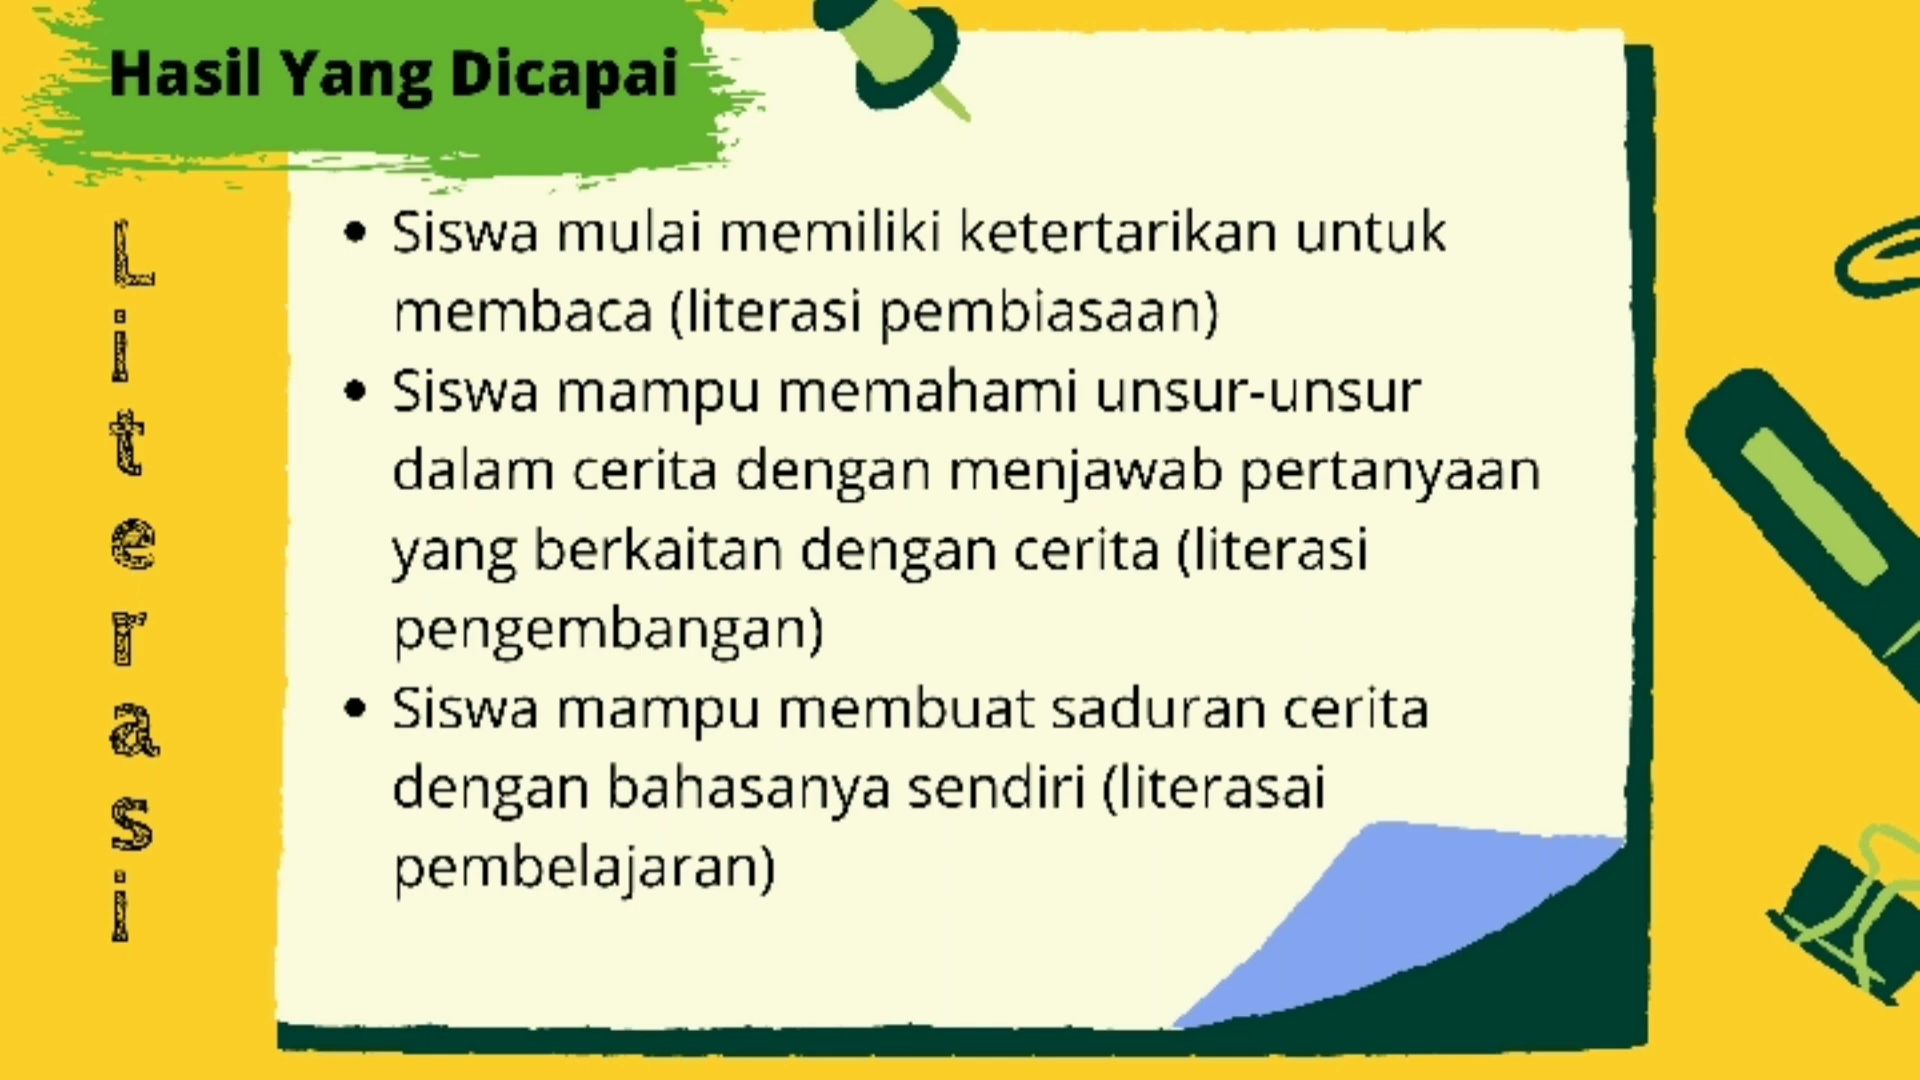 Hasil Yang Dicapai
Literasi
• Siswa mulai memiliki ketertarikan untuk
membaca (literasi pembiasaan)
• Siswa mampu memahami unsur-unsur
dalam cerita dengan menjawab pertanyaan
yang berkaitan dengan cerita (literasi
pengembangan)
• Siswa mampu membuat saduran cerita
dengan bahasanya sendiri (literasai
pembelajaran)